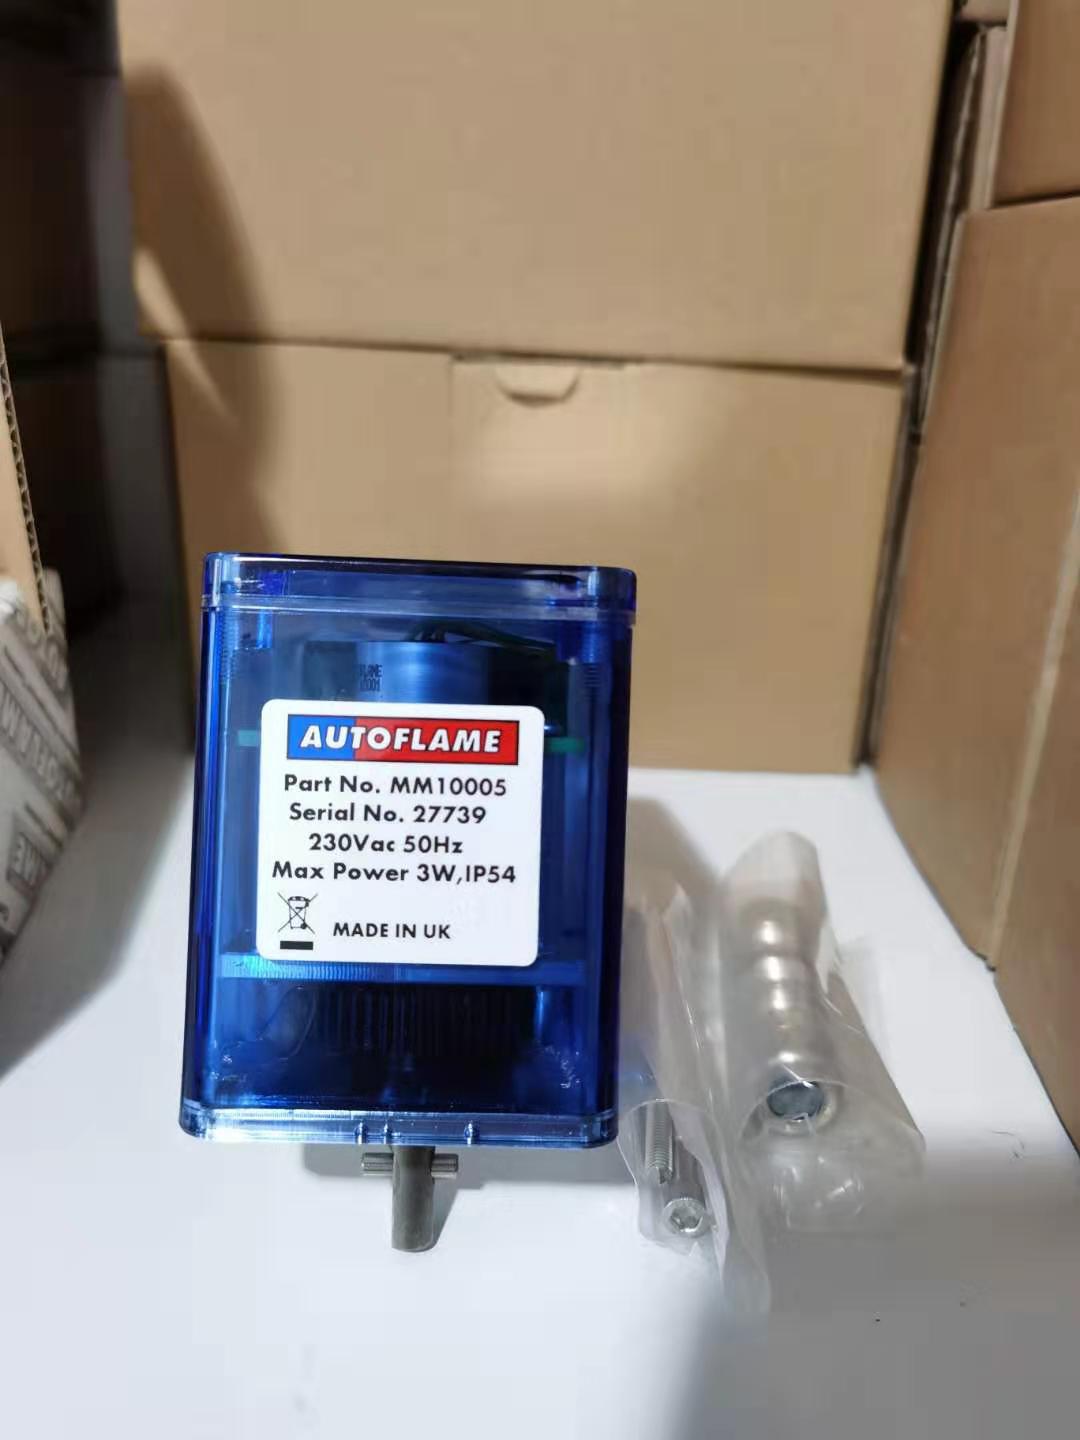 AUTOFLAME
Part No. MM10005
Serial No. 27739
230Vac 50Hz
Max Power 3W,IP54
MADE IN UK